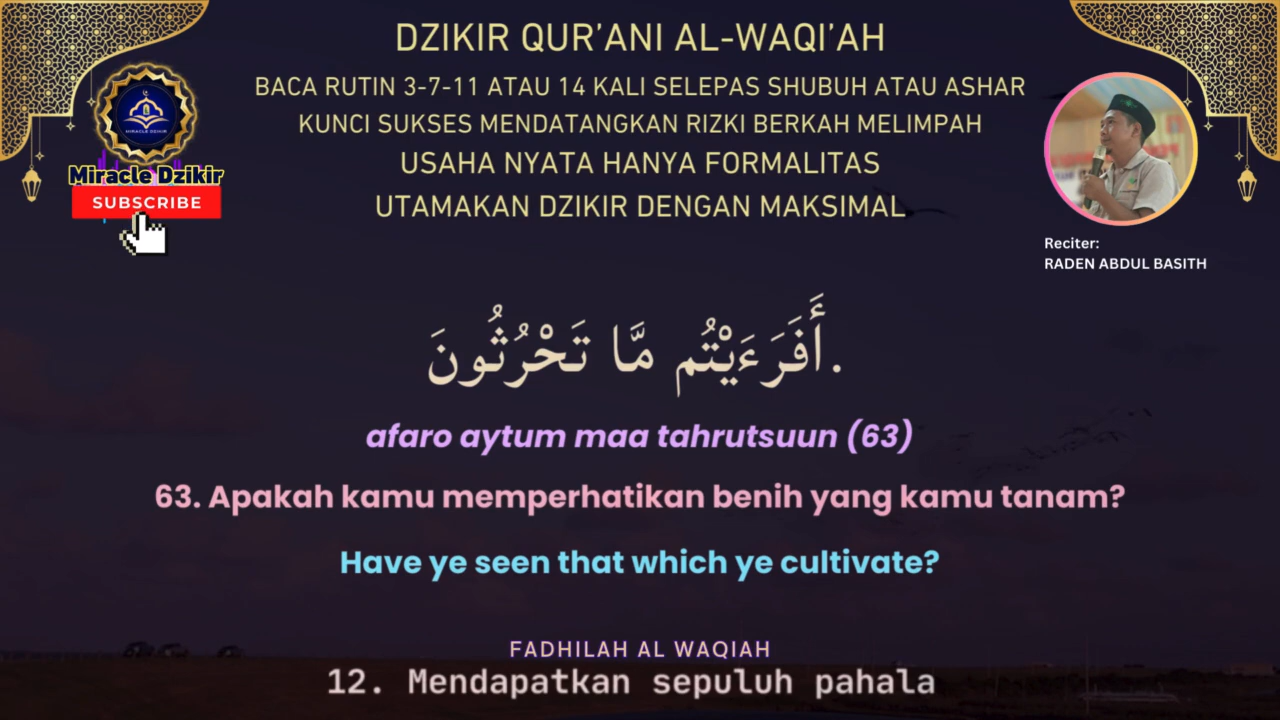 DZIKIR QUR'ANI AL-WAQI'AH
BACA RUTIN 3-7-11 ATAU 14 KALI SELEPAS SHUBUH ATAU ASHAR
KUNCI SUKSES MENDATANGKAN RIZKI BERKAH MELIMPAH
USAHA NYATA HANYA FORMALITAS
UTAMAKAN DZIKIR DENGAN MAKSIMAL
MIRACLE DZIKIR
Miracle Dzikir
SUBSCRIBE
Reciter:
RADEN ABDUL BASITH
أَفَرَءَيْتُم مَّا تَحْرُثُونَ.
afaro aytum maa tahrutsuun (63)
63. Apakah kamu memperhatikan benih yang kamu tanam?
Have ye seen that which ye cultivate?
FADHILAH AL WAQIAH
12. Mendapatkan sepuluh pahala